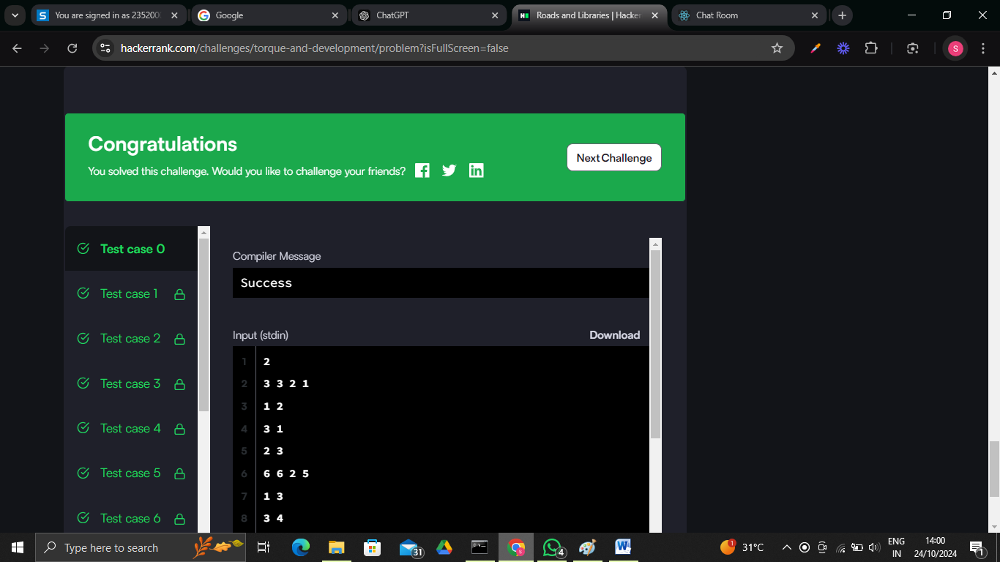 You are signed in as 235200
Google
ChatGPT
Roads and Libraries | Hacker
Chat Room
hackerrank.com/challenges/torque-and-development/problem?isFullScreen=false
S
Congratulations
You solved this challenge. Would you like to challenge your friends?
Next Challenge
Test case 0
Test case 1
Test case 2
Test case 3
Test case 4
Test case 5
Test case 6
Compiler Message
Success
Input (stdin)
Download
1 2
2 3 3 2 1
3 1 2
4 3 1
5 2 3
6 6 6 2 5
7 1 3
8 3 4
Type here to search
31
4
1
31°C
ENG
IN
14:00
24/10/2024
1